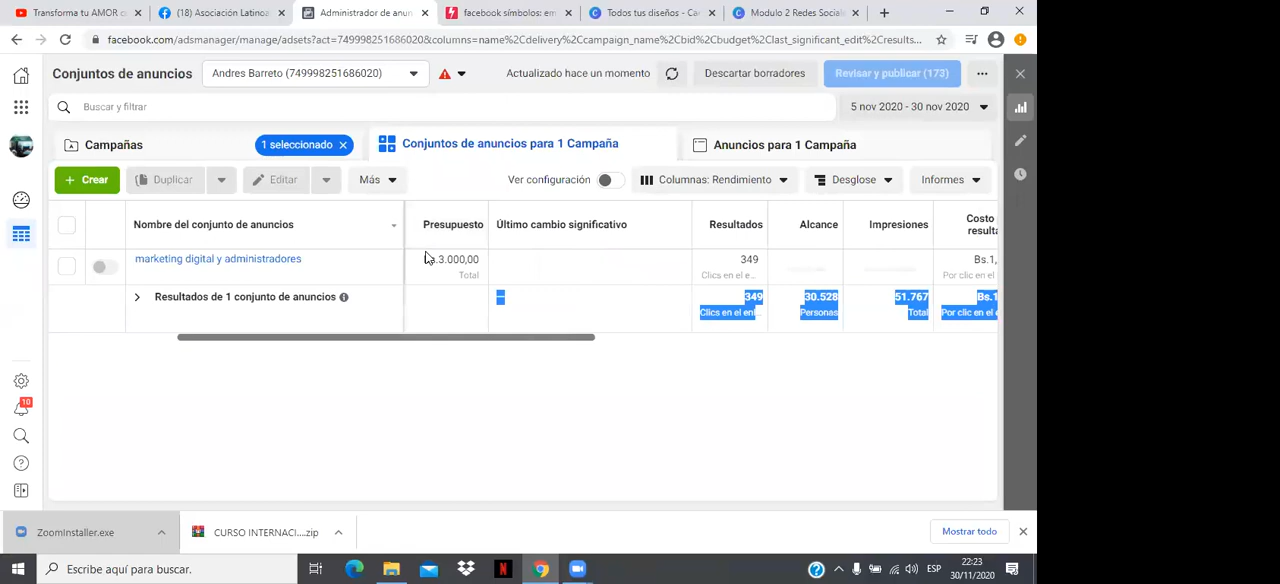 Transforma tu AMOR c
(18) Asociación Latinoa
Administrador de anun
facebook símbolos: em
Todos tus diseños - Ca
Modulo 2 Redes Sociale
facebook.com/adsmanager/manage/adsets?act=749998251686020&columns=name%2Cdelivery%2Ccampaign_name%2Cbid%2Cbudget%2Clast_significant_edit%2Cresults...
Conjuntos de anuncios
Andres Barreto (749998251686020)
Actualizado hace un momento
Descartar borradores
Revisar y publicar (173)
Buscar y filtrar
5 nov 2020 - 30 nov 2020
Campañas
1 seleccionado
Conjuntos de anuncios para 1 Campaña
Anuncios para 1 Campaña
+ Crear
Duplicar
Editar
Más
Ver configuración
Columnas: Rendimiento
Desglose
Informes
Nombre del conjunto de anuncios
Presupuesto
Último cambio significativo
Resultados
Alcance
Impresiones
Costo p
resulta
marketing digital y administradores
s.3.000,00
Total
349
Clics en el e...
Bs.1,
Por clic en el
Resultados de 1 conjunto de anuncios
—
349
Clics en el enl...
30.528
Personas
51.767
Total
Bs.1
Por clic en el e
10
ZoomInstaller.exe
CURSO INTERNACI....zip
Mostrar todo
Escribe aquí para buscar.
ESP
22:23
30/11/2020